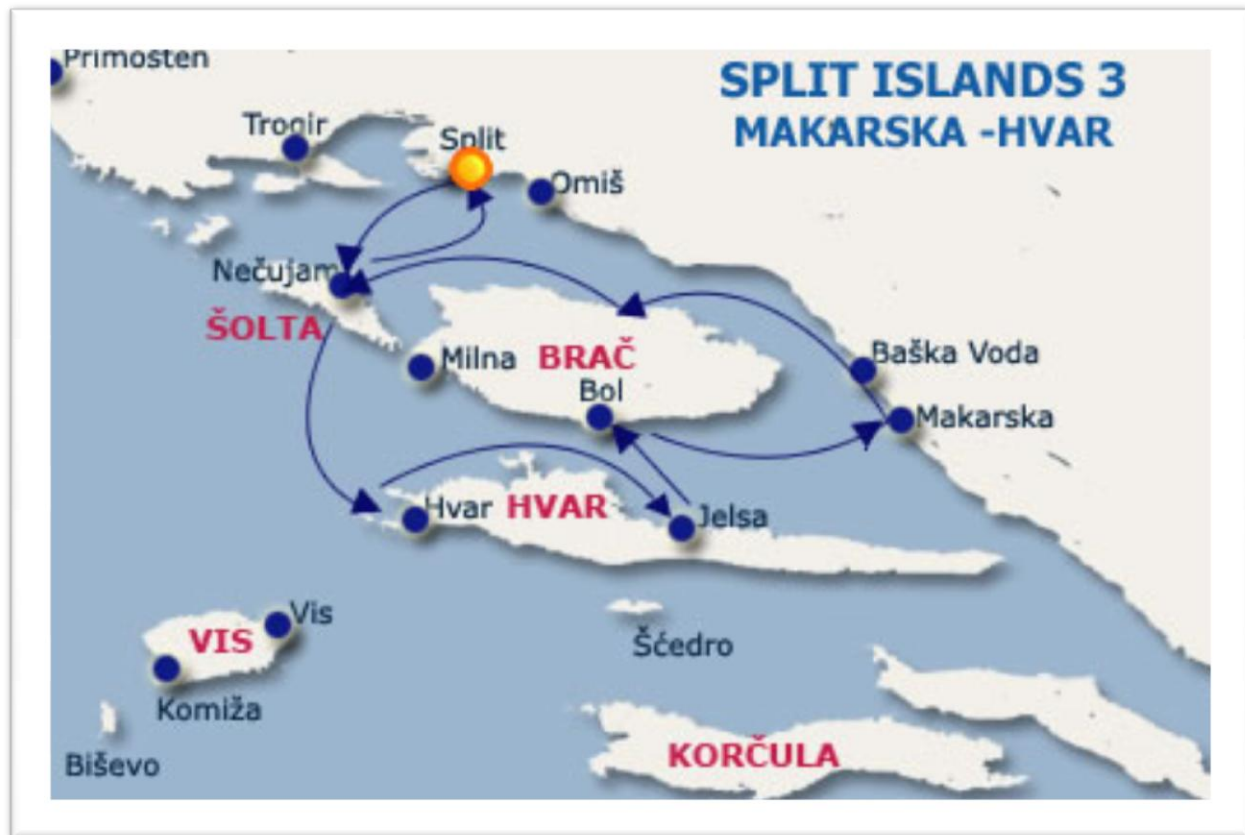 Primošten
SPLIT ISLANDS 3
MAKARSKA -HVAR
Trogir
Split
Omiš
Nečujam
ŠOLTA
Milna
BRAČ
Baška Voda
Bol
Makarska
Hvar
HVAR
Jelsa
Vis
VIS
Šćedro
Komiža
Biševo
KORČULA